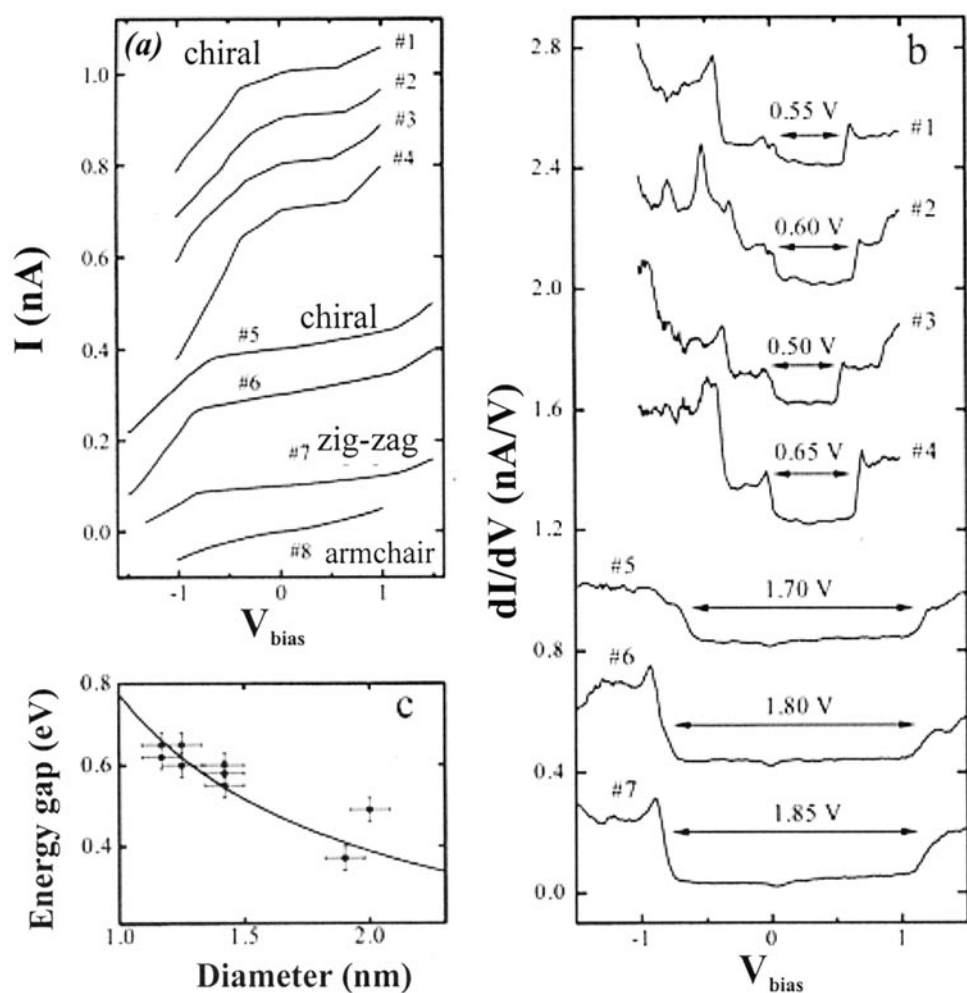 (a)
chiral
#1
#2
#3
#4
chiral
#5
#6
zig-zag
#7
#8
armchair
1.0
0.8
0.6
0.4
0.2
0.0
I (nA)
-1
0
1
V bias
b
2.8
2.4
2.0
1.6
1.2
0.8
0.4
0.0
dI/dV (nA/V)
0.55 V
#1
0.60 V
#2
0.50 V
#3
0.65 V
#4
#5
1.70 V
#6
1.80 V
#7
1.85 V
-1
0
1
V bias
c
0.8
0.6
0.4
Energy gap (eV)
1.0
1.5
2.0
Diameter (nm)